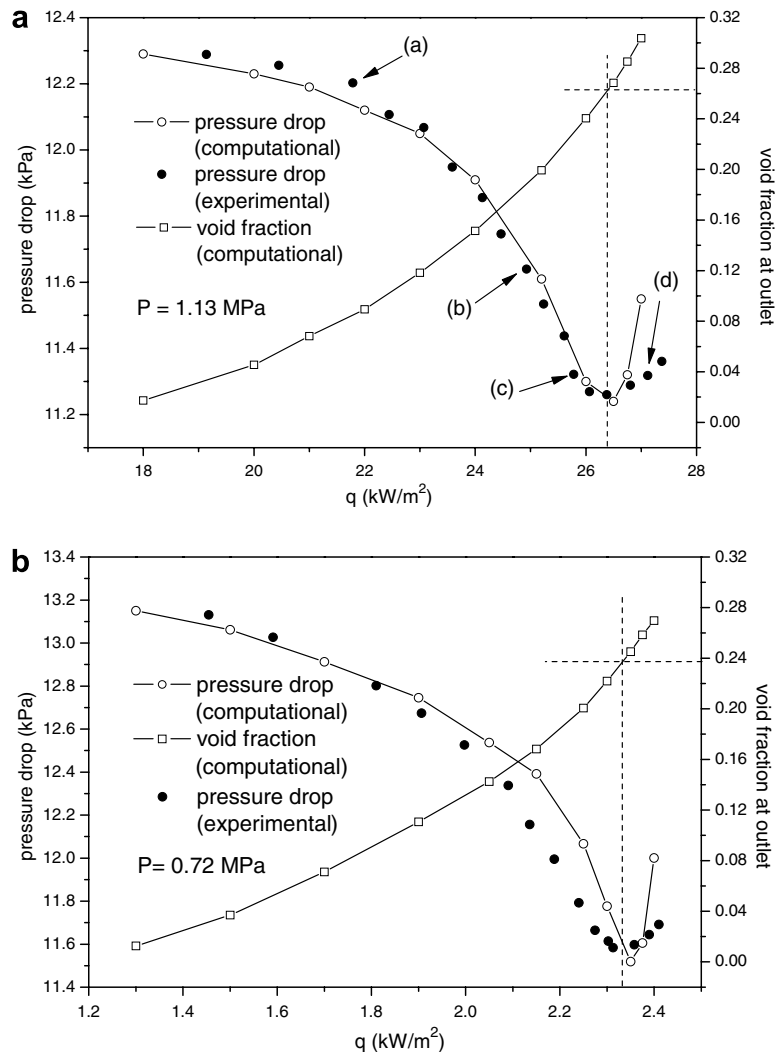 a
12.4
12.2
12.0
11.8
11.6
11.4
11.2
pressure drop (kPa)
0.32
0.28
0.24
0.20
0.16
0.12
0.08
0.04
0.00
void fraction at outlet
(a)
pressure drop
(computational)
pressure drop
(experimental)
void fraction
(computational)
P = 1.13 MPa
(b)
(c)
(d)
18
20
22
24
26
28
q (kW/m²)
b
13.4
13.2
13.0
12.8
12.6
12.4
12.2
12.0
11.8
11.6
11.4
pressure drop (kPa)
0.32
0.28
0.24
0.20
0.16
0.12
0.08
0.04
0.00
void fraction at outlet
pressure drop
(computational)
void fraction
(computational)
pressure drop
(experimental)
P= 0.72 MPa
1.2
1.4
1.6
1.8
2.0
2.2
2.4
q (kW/m²)